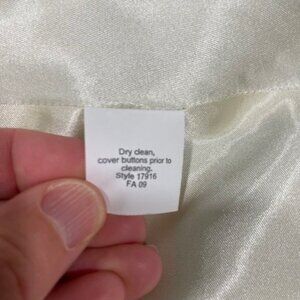 Dry clean,
cover buttons prior to
cleaning.
Style 17916
FA 09